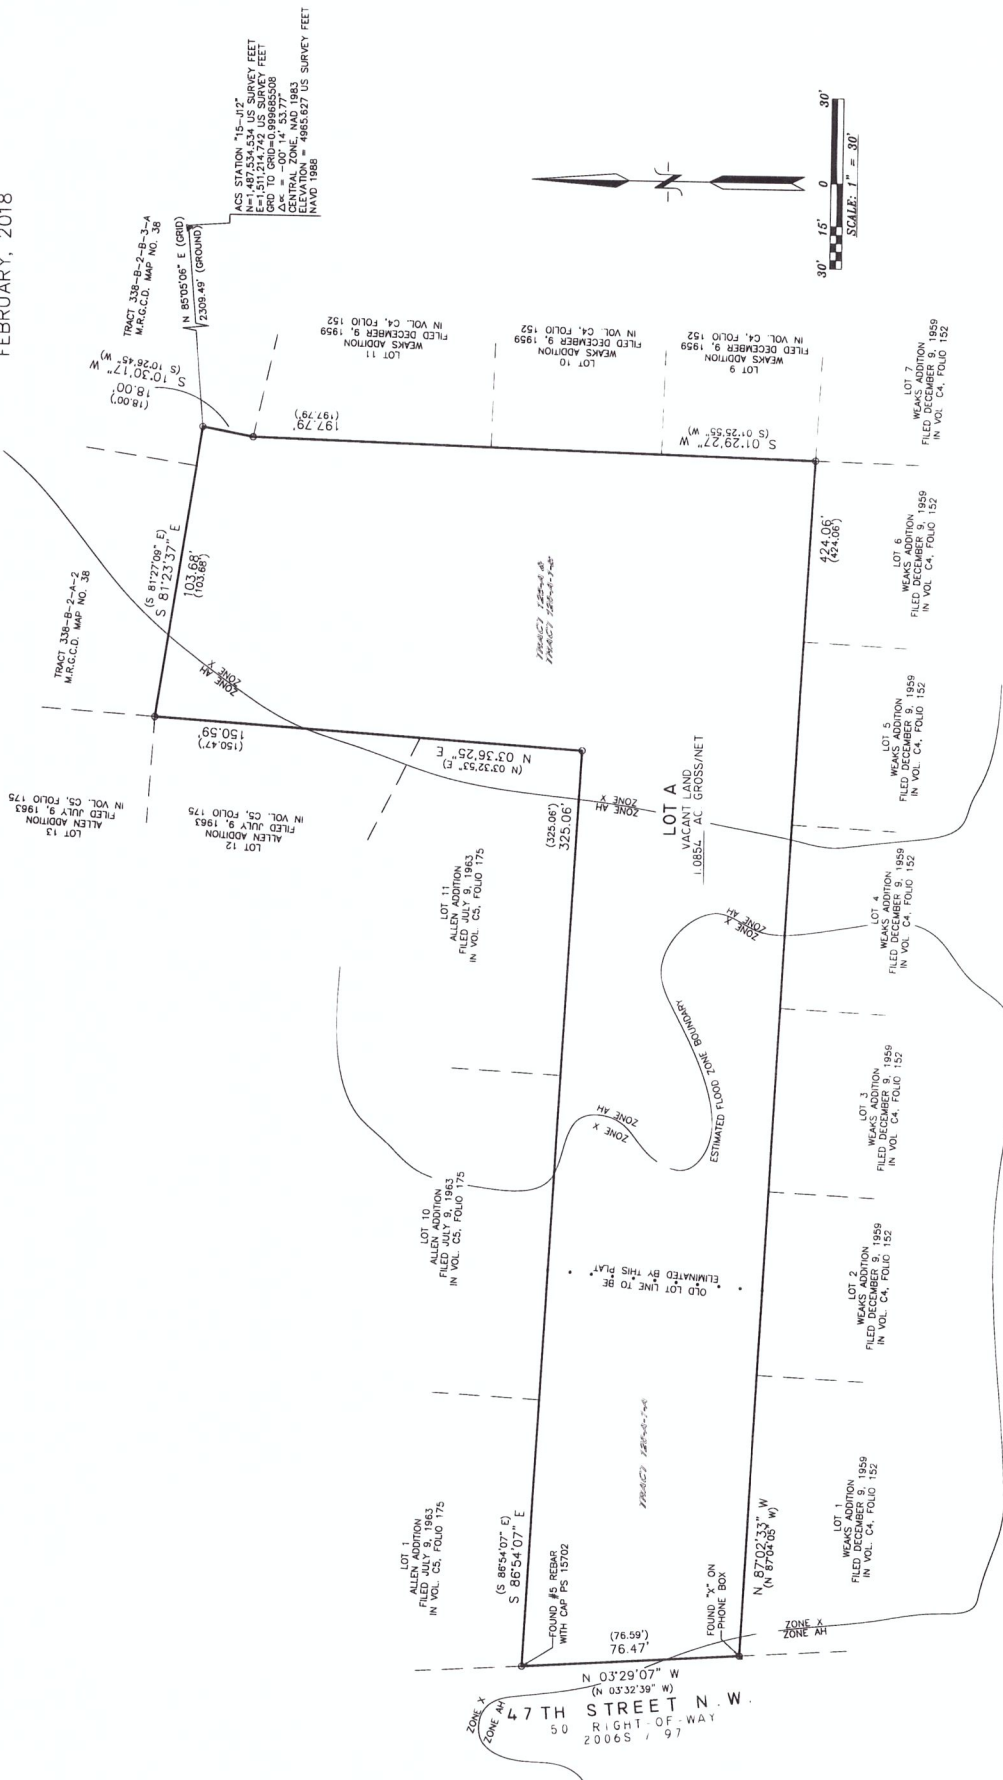 FEBRUARY, 2018
ACS STATION "15-J12"
N=1,487,534.534 US SURVEY FEET
E=1,511,214.742 US SURVEY FEET
GRD TO GRID=0.999685508
Δ∝ = -00° 14' 53.77"
CENTRAL ZONE, NAD 1983
ELEVATION = 4965.627 US SURVEY FEET
NAVD 1988
TRACT 338-B-2-B-3-A
M.R.G.C.D. MAP NO. 38
N 85°05'06" E (GRID)
2309.49' (GROUND)
S 10°30'17" W
(S 10°26'45" W)
18.00'
(18.00')
TRACT 338-B-2-A-2
M.R.G.C.D. MAP NO. 38
(S 81°27'09" E)
S 81°23'37" E
103.68'
(103.68')
LOT 13
ALLEN ADDITION
FILED JULY 9, 1963
IN VOL. C5, FOLIO 175
LOT 12
ALLEN ADDITION
FILED JULY 9, 1963
IN VOL. C5, FOLIO 175
150.59'
(150.47')
N 03°36'25" E
(N 03°32'53" E)
ZONE AH
ZONE X
197.79'
(197.79')
S 01°29'27" W
(S 01°25'55" W)
LOT 11
WEAKS ADDITION
FILED DECEMBER 9, 1959
IN VOL. C4, FOLIO 152
LOT 10
WEAKS ADDITION
FILED DECEMBER 9, 1959
IN VOL. C4, FOLIO 152
LOT 9
WEAKS ADDITION
FILED DECEMBER 9, 1959
IN VOL. C4, FOLIO 152
30' 15' 0 30'
SCALE: 1" = 30'
LOT 11
ALLEN ADDITION
FILED JULY 9, 1963
IN VOL. C5, FOLIO 175
(325.06')
325.06'
ZONE X
ZONE AH
LOT A
VACANT LAND
1.0854 AC GROSS/NET
424.06'
(424.06')
ZONE X
ZONE AH
ESTIMATED FLOOD ZONE BOUNDARY
ZONE AH
ZONE X
LOT 10
ALLEN ADDITION
FILED JULY 9, 1963
IN VOL. C5, FOLIO 175
OLD LOT LINE TO BE
ELIMINATED BY THIS PLAT
LOT 1
ALLEN ADDITION
FILED JULY 9, 1963
IN VOL. C5, FOLIO 175
(S 86°54'07" E)
S 86°54'07" E
FOUND #5 REBAR
WITH CAP PS 15702
(76.59')
76.47'
FOUND "X" ON
PHONE BOX
N 87°02'33" W
(N 87°04'05" W)
N 03°29'07" W
(N 03°32'39" W)
47TH STREET N.W.
50 RIGHT-OF-WAY
2006S / 97
ZONE X
ZONE AH
ZONE X
ZONE AH
LOT 1
WEAKS ADDITION
FILED DECEMBER 9, 1959
IN VOL. C4, FOLIO 152
LOT 2
WEAKS ADDITION
FILED DECEMBER 9, 1959
IN VOL. C4, FOLIO 152
LOT 3
WEAKS ADDITION
FILED DECEMBER 9, 1959
IN VOL. C4, FOLIO 152
LOT 4
WEAKS ADDITION
FILED DECEMBER 9, 1959
IN VOL. C4, FOLIO 152
LOT 5
WEAKS ADDITION
FILED DECEMBER 9, 1959
IN VOL. C4, FOLIO 152
LOT 6
WEAKS ADDITION
FILED DECEMBER 9, 1959
IN VOL. C4, FOLIO 152
LOT 7
WEAKS ADDITION
FILED DECEMBER 9, 1959
IN VOL. C4, FOLIO 152